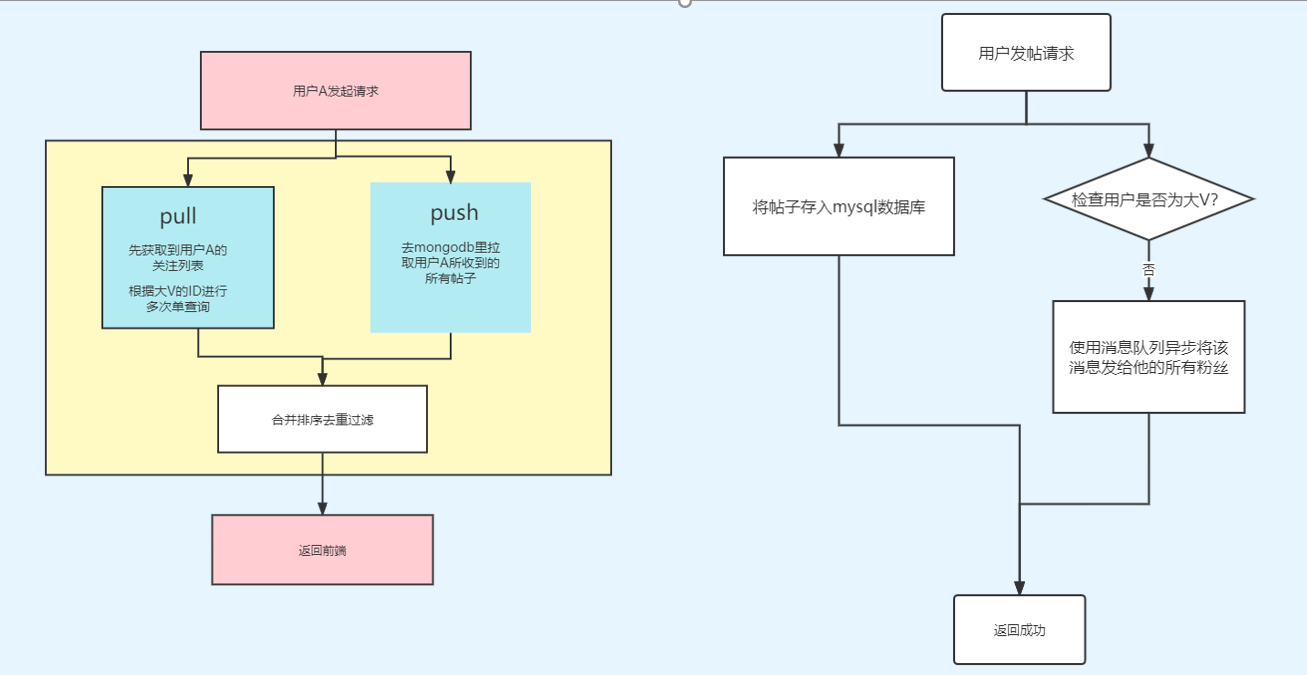 用户A发起请求
pull
先获取到用户A的
关注列表
根据大V的ID进行
多次单查询
push
去mongodb里拉
取用户A所收到的
所有帖子
合并排序去重过滤
返回前端
用户发帖请求
将帖子存入mysql数据库
检查用户是否为大V?
否
使用消息队列异步将该
消息发给他的所有粉丝
返回成功